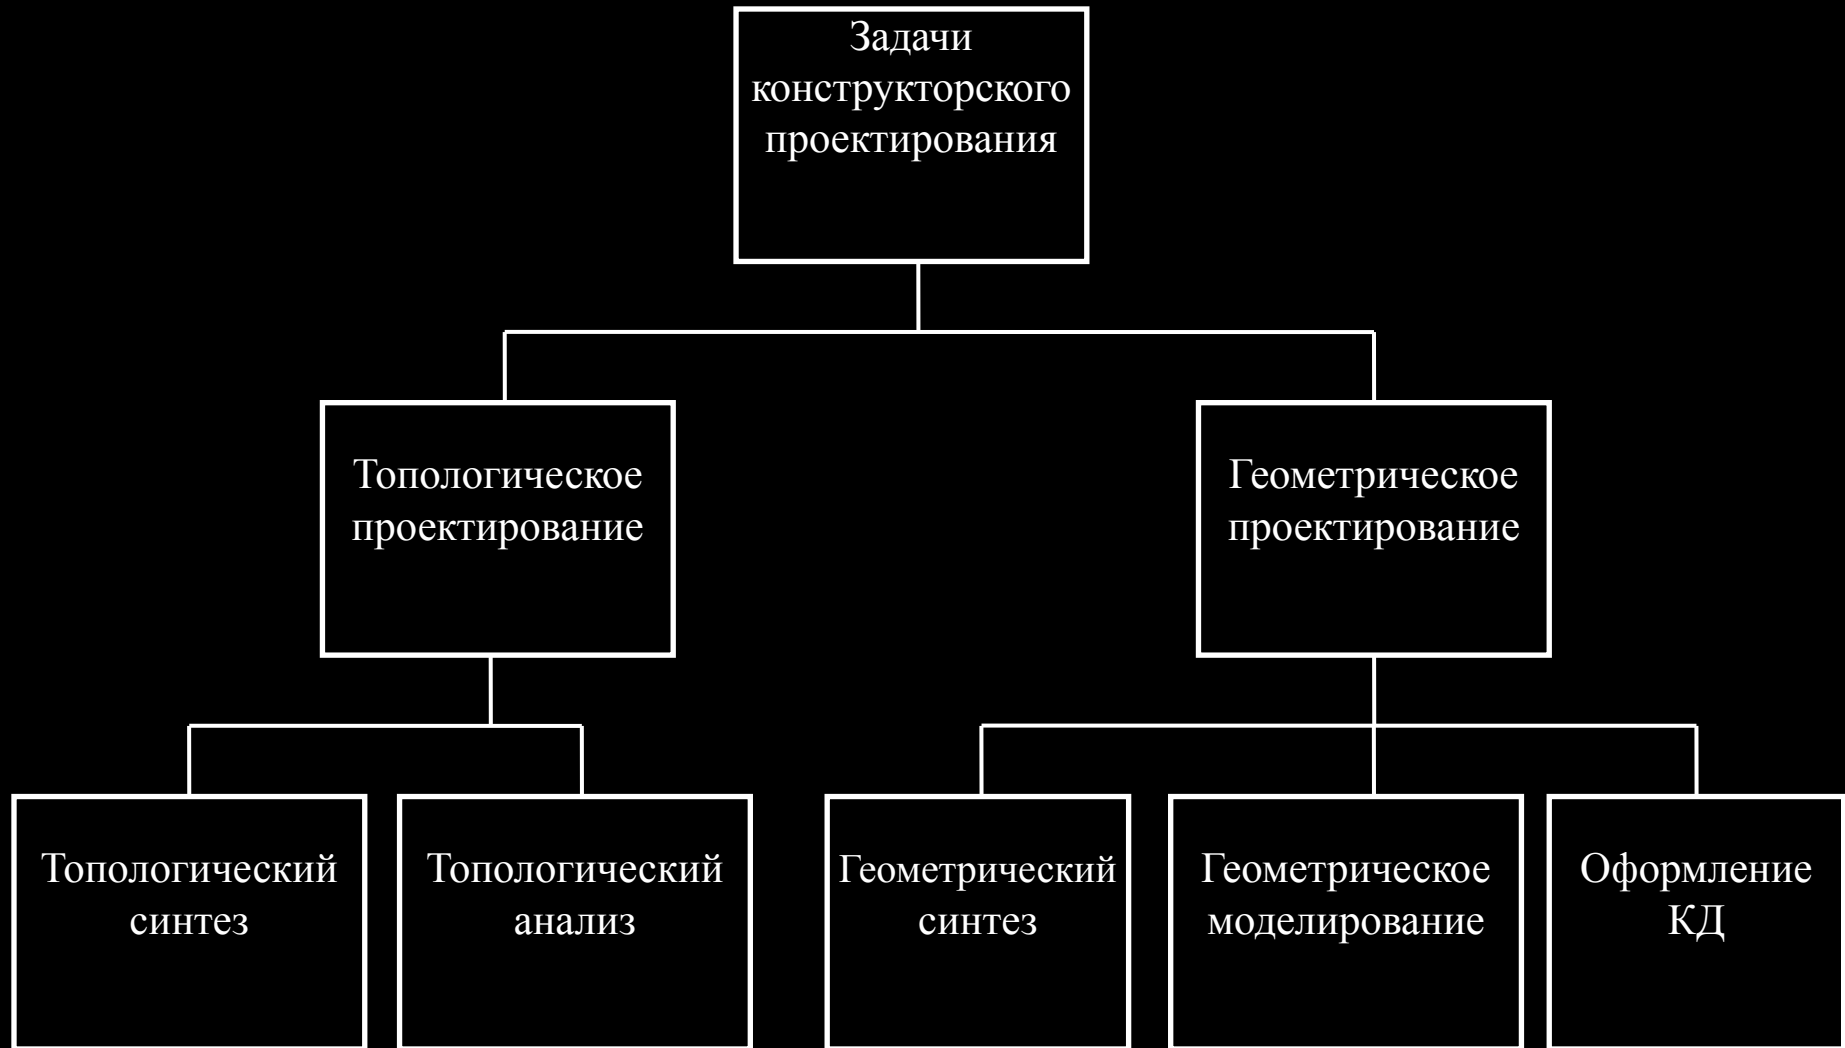 Задачи
конструкторского
проектирования
Топологическое
проектирование
Геометрическое
проектирование
Топологический
синтез
Топологический
анализ
Геометрический
синтез
Геометрическое
моделирование
Оформление
КД